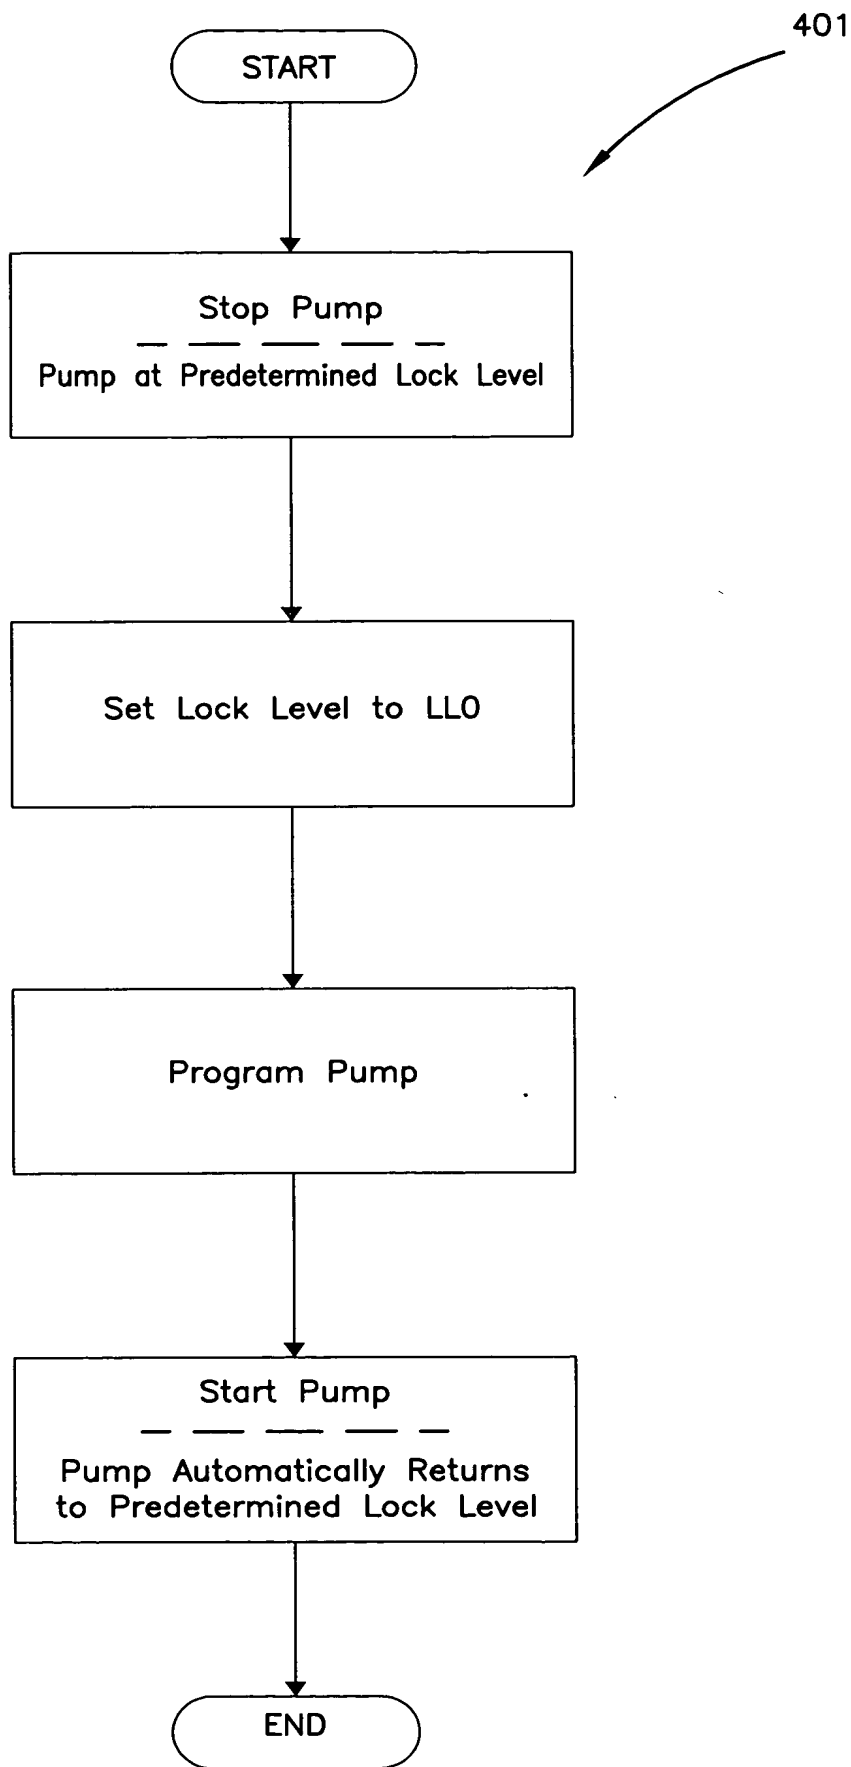 401
START
Stop Pump
Pump at Predetermined Lock Level
Set Lock Level to LL0
Program Pump
Start Pump
Pump Automatically Returns
to Predetermined Lock Level
END